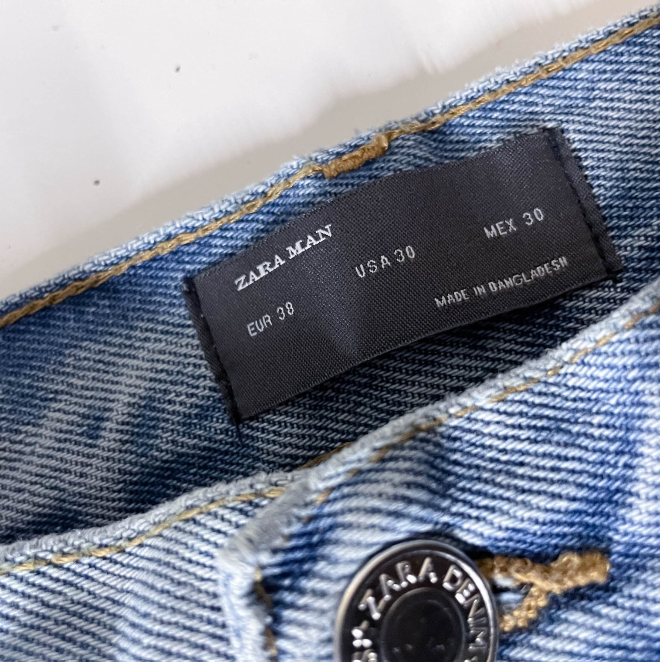 ZARA MAN
EUR 38 USA 30 MEX 30
MADE IN BANGLADESH
ZARA DENIM